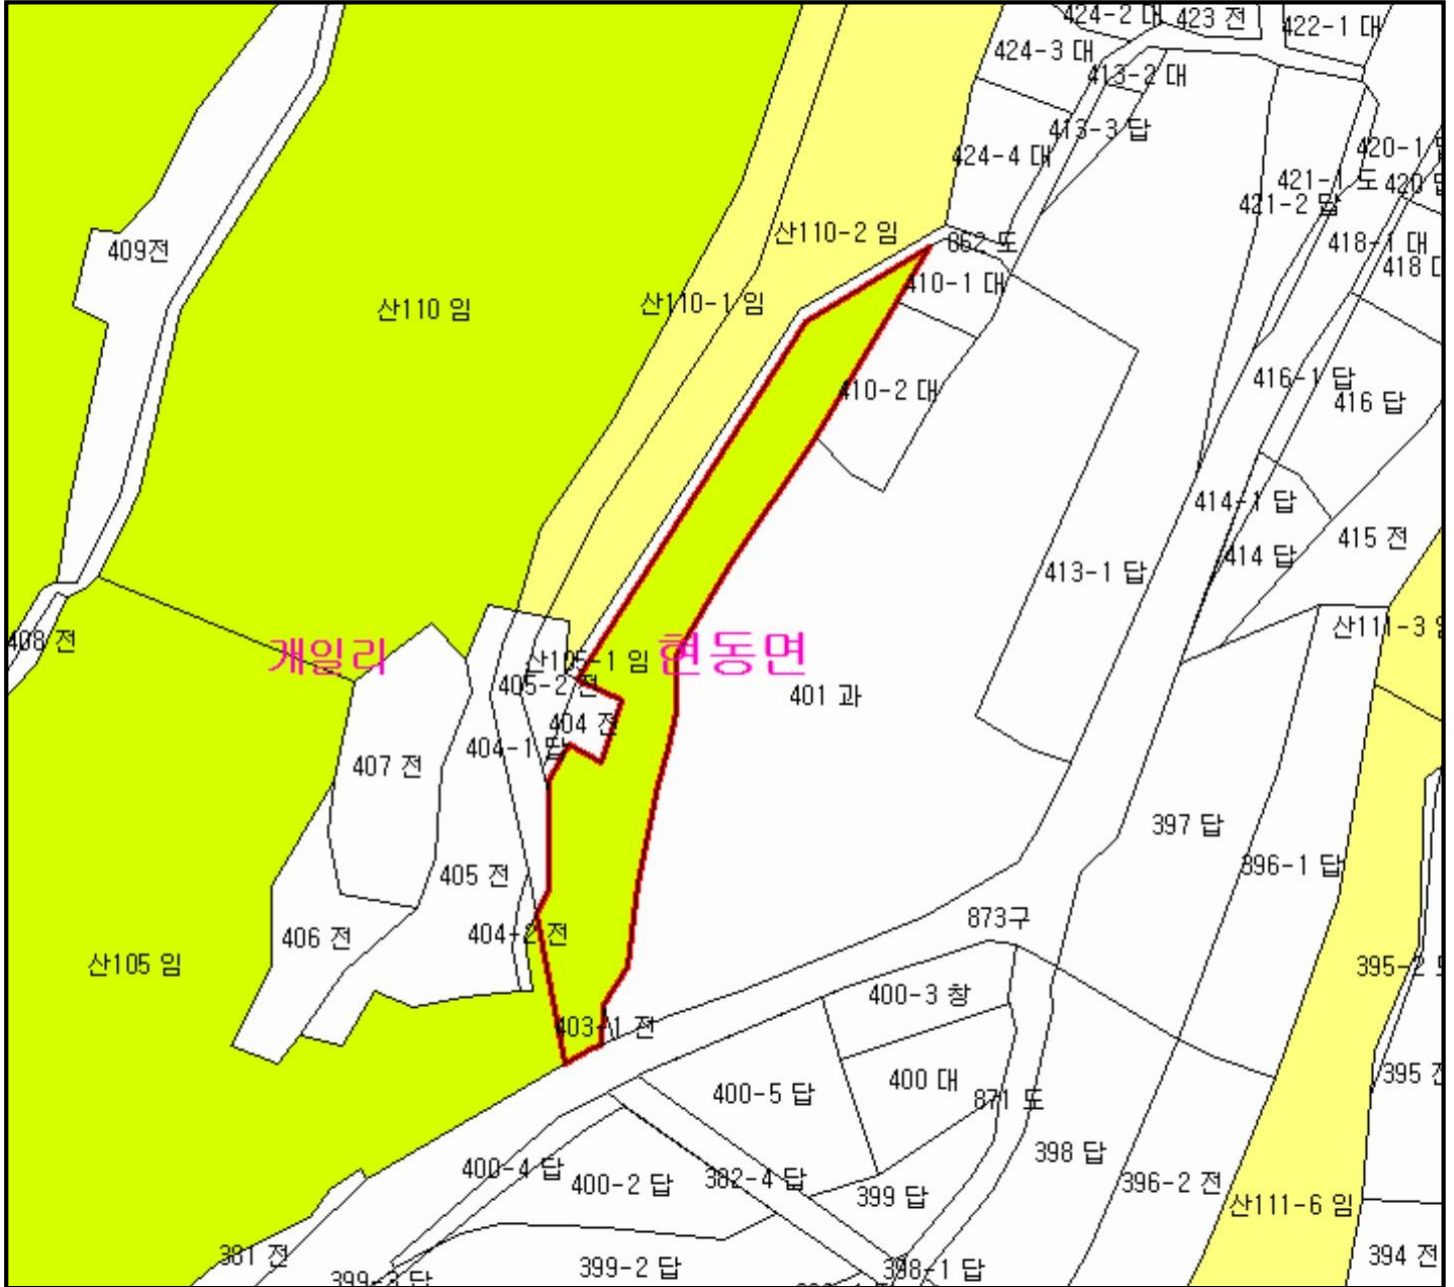 424-2 대
423 전
422-1 대
424-3 대
413-2 대
413-3 답
424-4 대
420-1
421-1 도
420
421-2 답
산110-2 임
862 도
418-1 대
409전
418
410-1 대
산110 임
산110-1 임
416-1 답
410-2 대
416 답
414-1 답
415 전
414 답
413-1 답
산111-3
408 전
개일리
현동면
산105-1 임
405-2 전
401 과
404 전
404-1 답
407 전
397 답
396-1 답
405 전
873구
406 전
404-2 전
산105 임
395-2
400-3 창
403-1 전
395 전
400 대
400-5 답
871 도
398 답
400-4 답
382-4 답
396-2 전
400-2 답
399 답
산111-6 임
381 전
394 전
399-2 답
398-1 답
399-3 답